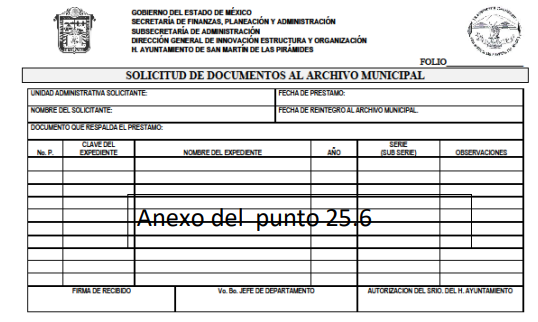 GOBIERNO DEL ESTADO DE MÉXICO
SECRETARÍA DE FINANZAS, PLANEACIÓN Y ADMINISTRACIÓN
SUBSECRETARÍA DE ADMINISTRACIÓN
DIRECCIÓN GENERAL DE INNOVACIÓN ESTRUCTURA Y ORGANIZACIÓN
H. AYUNTAMIENTO DE SAN MARTÍN DE LAS PIRÁMIDES
FOLIO
SOLICITUD DE DOCUMENTOS AL ARCHIVO MUNICIPAL
UNIDAD ADMINISTRATIVA SOLICITANTE: FECHA DE PRESTAMO:
NOMBRE DEL SOLICITANTE: FECHA DE REINTEGRO AL ARCHIVO MUNICIPAL.
DOCUMENTO QUE RESPALDA EL PRESTAMO:
No. P. CLAVE DEL EXPEDIENTE NOMBRE DEL EXPEDIENTE AÑO SERIE (SUB SERIE) OBSERVACIONES
Anexo del punto 25.6
FIRMA DE RECIBIDO Vo. Bo. JEFE DE DEPARTAMENTO AUTORIZACION DEL SRIO. DEL H. AYUNTAMIENTO